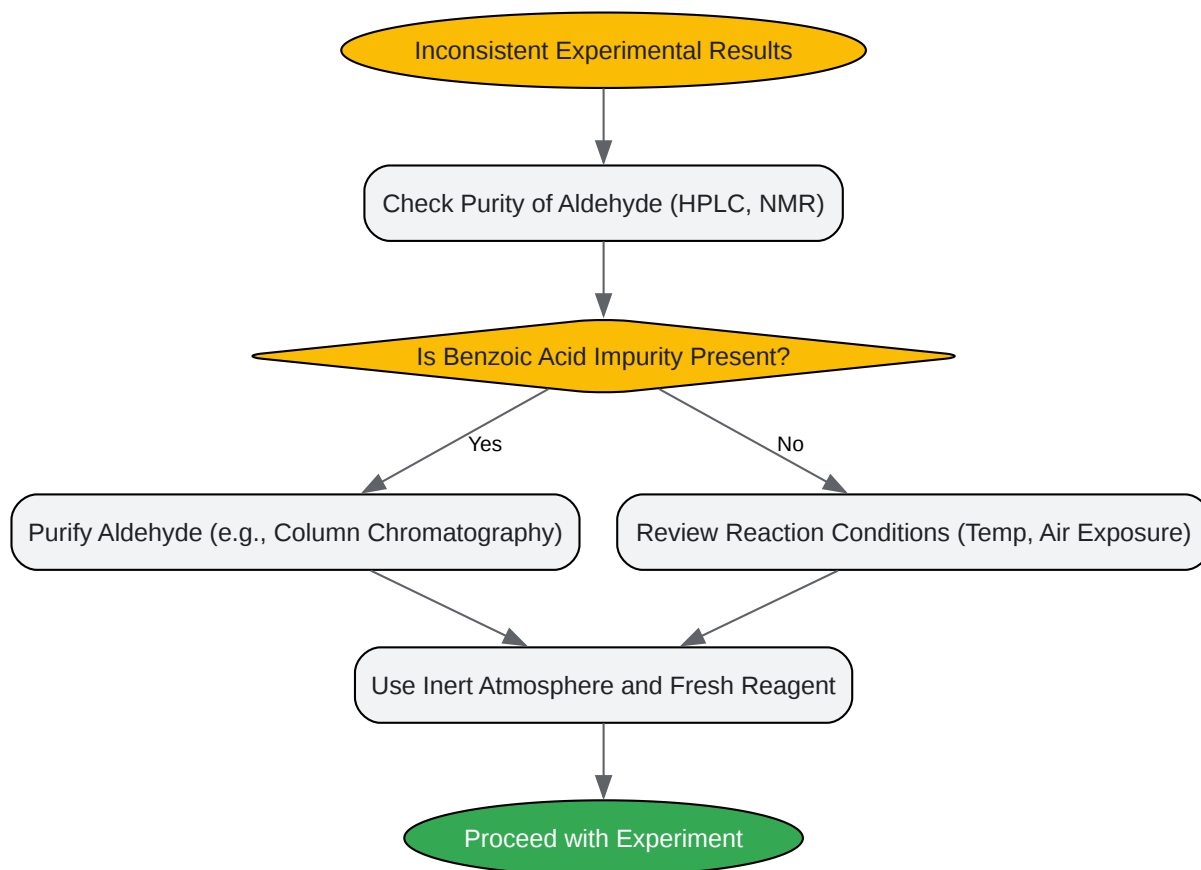 Inconsistent Experimental Results
Check Purity of Aldehyde (HPLC, NMR)
Is Benzoic Acid Impurity Present?
Yes
No
Purify Aldehyde (e.g., Column Chromatography)
Review Reaction Conditions (Temp, Air Exposure)
Use Inert Atmosphere and Fresh Reagent
Proceed with Experiment